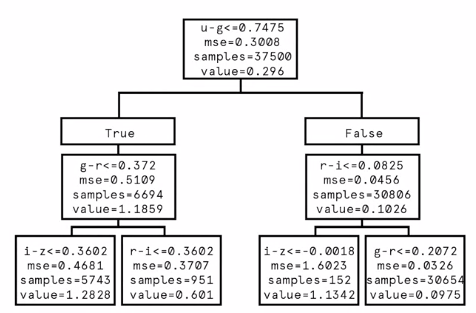 u-g<=0.7475
mse=0.3008
samples=37500
value=0.296
True
False
g-r<=0.372
mse=0.5109
samples=6694
value=1.1859
r-i<=0.0825
mse=0.0456
samples=30806
value=0.1026
i-z<=0.3602
mse=0.4681
samples=5743
value=1.2828
r-i<=0.3602
mse=0.3707
samples=951
value=0.601
i-z<=-0.0018
mse=1.6023
samples=152
value=1.1342
g-r<=0.2072
mse=0.0326
samples=30654
value=0.0975